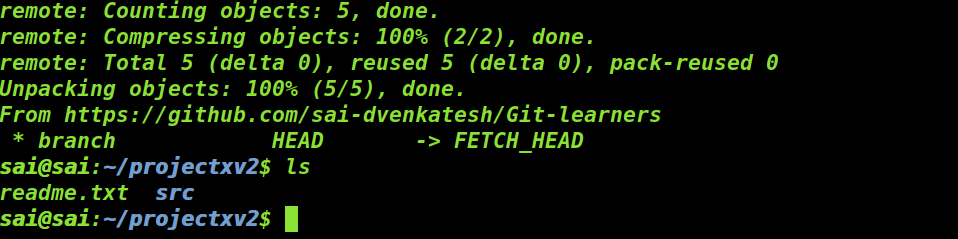 remote: Counting objects: 5, done.
remote: Compressing objects: 100% (2/2), done.
remote: Total 5 (delta 0), reused 5 (delta 0), pack-reused 0
Unpacking objects: 100% (5/5), done.
From https://github.com/sai-dvenkatesh/Git-learners
 * branch            HEAD       -> FETCH_HEAD
sai@sai:~/projectxv2$ ls
readme.txt  src
sai@sai:~/projectxv2$